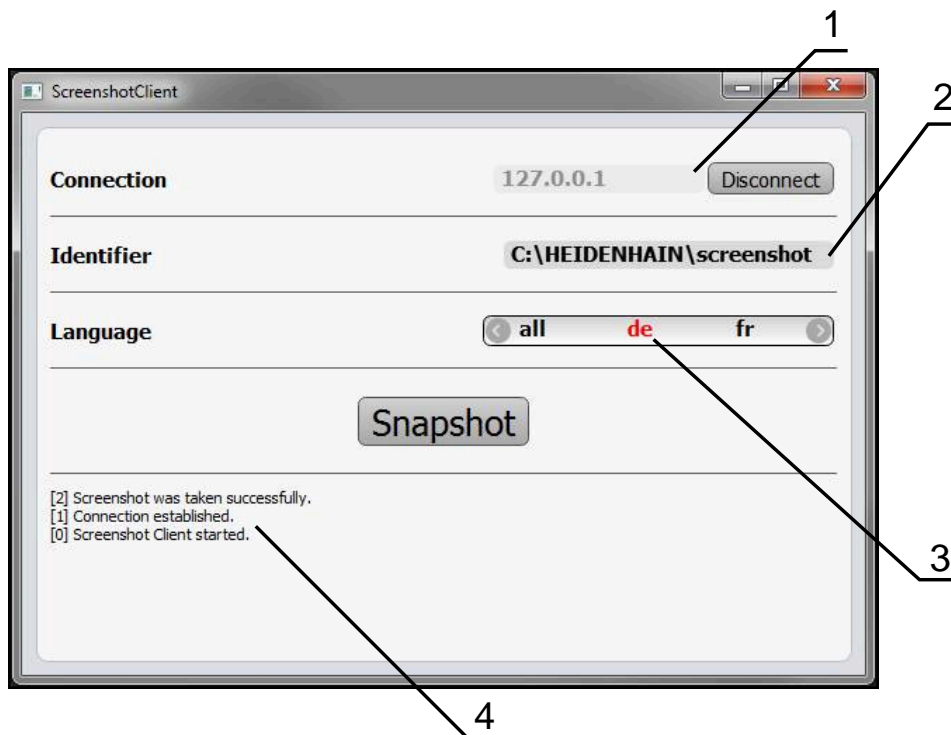 1
ScreenshotClient
2
Connection 127.0.0.1 Disconnect
Identifier C:\HEIDENHAIN\screenshot
Language all de fr
Snapshot
[2] Screenshot was taken successfully.
[1] Connection established.
[0] Screenshot Client started.
3
4